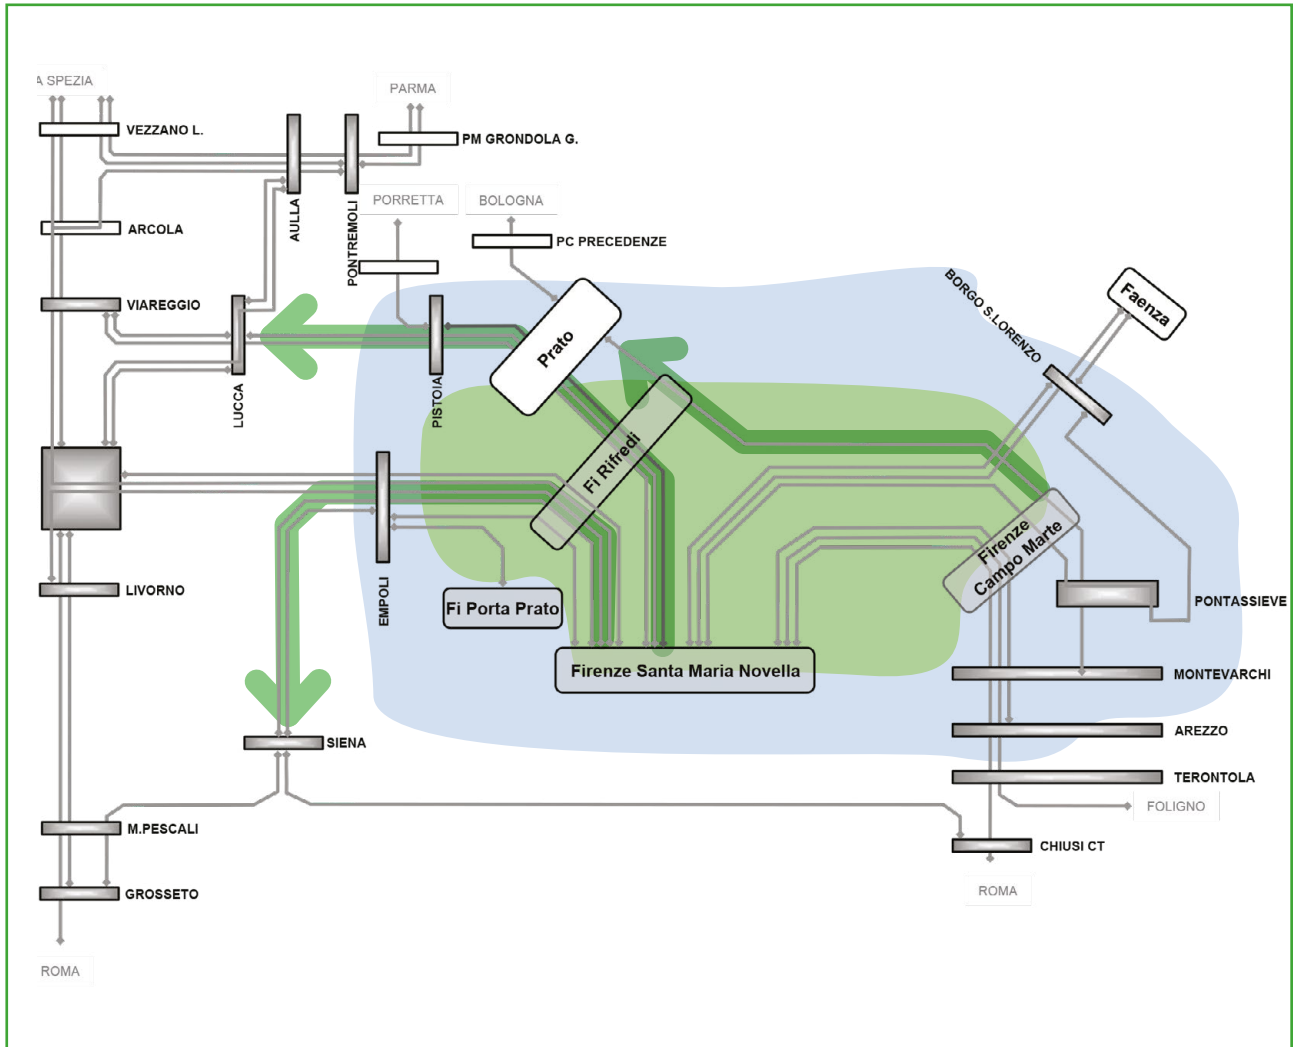 A SPEZIA
PARMA
VEZZANO L.
PM GRONDOLA G.
AULLA
PONTREMOLI
PORRETTA
BOLOGNA
ARCOLA
PC PRECEDENZE
VIAREGGIO
BORGO S.LORENZO
Faenza
Prato
LUCCA
PISTOIA
Fi Rifredi
Firenze
Campo Marte
EMPOLI
LIVORNO
Fi Porta Prato
PONTASSIEVE
Firenze Santa Maria Novella
MONTEVARCHI
SIENA
AREZZO
TERONTOLA
FOLIGNO
M.PESCALI
CHIUSI CT
GROSSETO
ROMA
ROMA